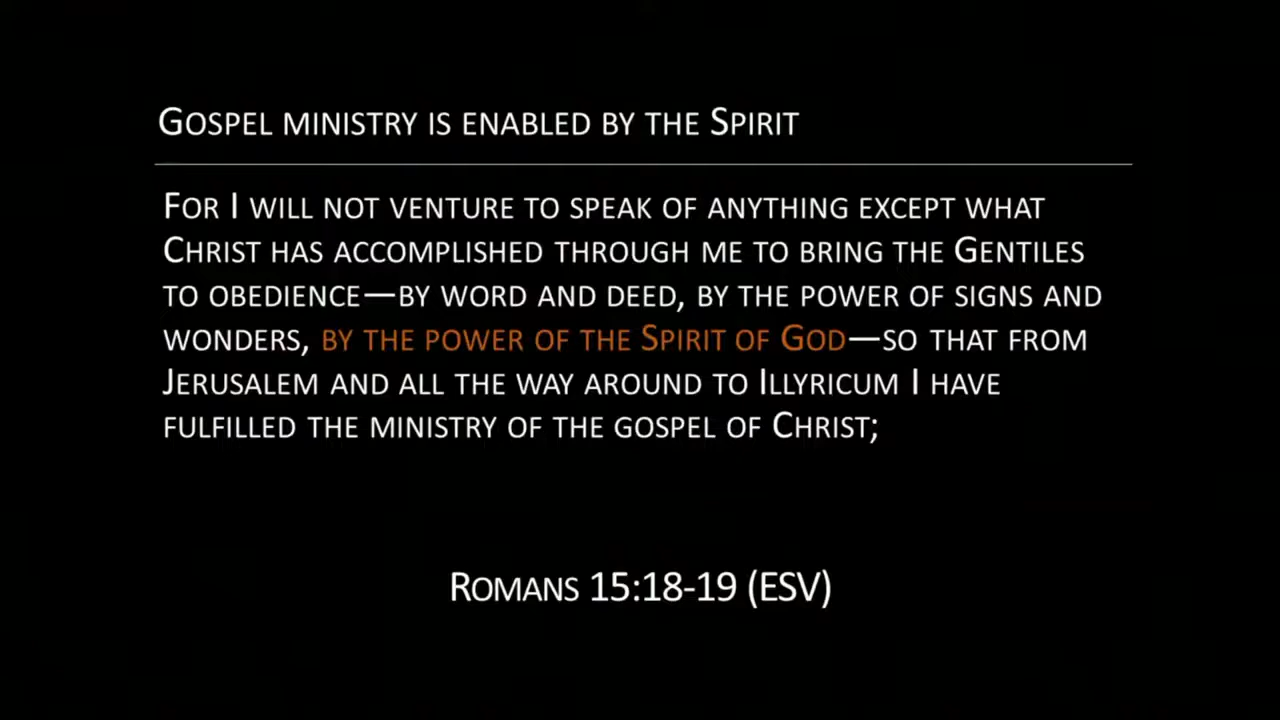 Gospel ministry is enabled by the Spirit
For I will not venture to speak of anything except what
Christ has accomplished through me to bring the Gentiles
to obedience—by word and deed, by the power of signs and
wonders, by the power of the Spirit of God—so that from
Jerusalem and all the way around to Illyricum I have
fulfilled the ministry of the gospel of Christ;
Romans 15:18-19 (ESV)